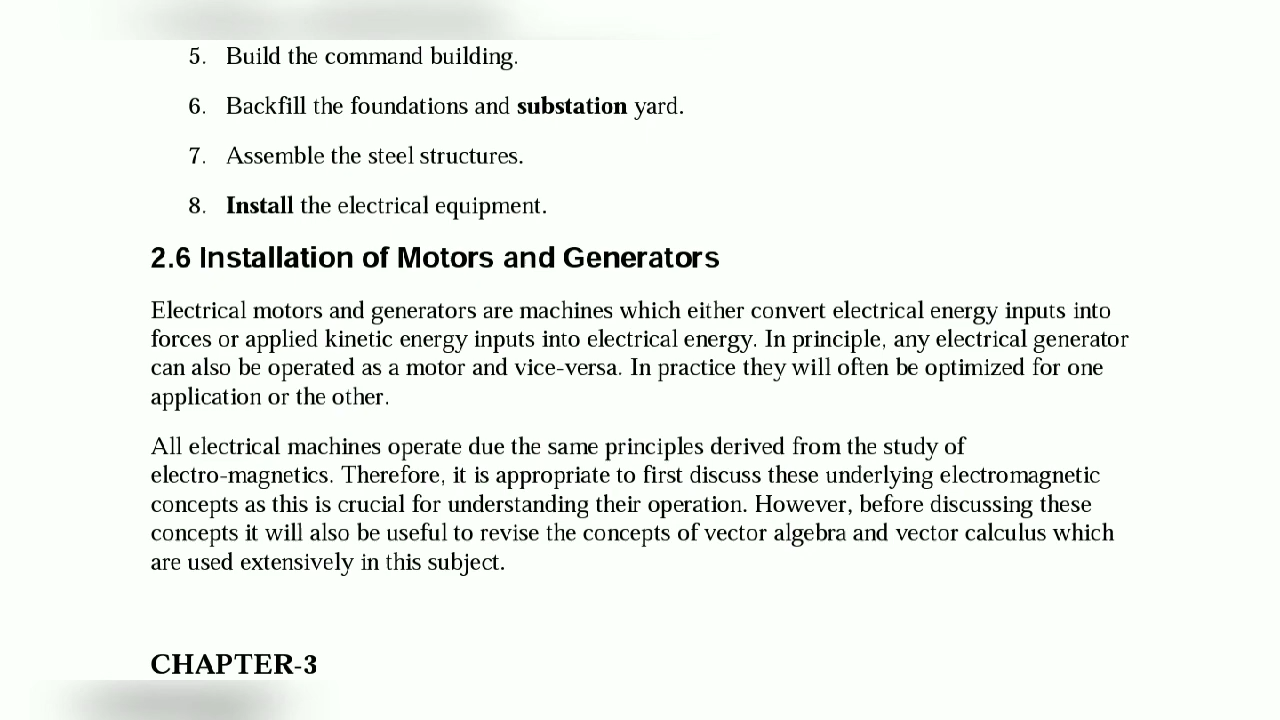 5. Build the command building.
6. Backfill the foundations and substation yard.
7. Assemble the steel structures.
8. Install the electrical equipment.
2.6 Installation of Motors and Generators
Electrical motors and generators are machines which either convert electrical energy inputs into
forces or applied kinetic energy inputs into electrical energy. In principle, any electrical generator
can also be operated as a motor and vice-versa. In practice they will often be optimized for one
application or the other.
All electrical machines operate due the same principles derived from the study of
electro-magnetics. Therefore, it is appropriate to first discuss these underlying electromagnetic
concepts as this is crucial for understanding their operation. However, before discussing these
concepts it will also be useful to revise the concepts of vector algebra and vector calculus which
are used extensively in this subject.
CHAPTER-3